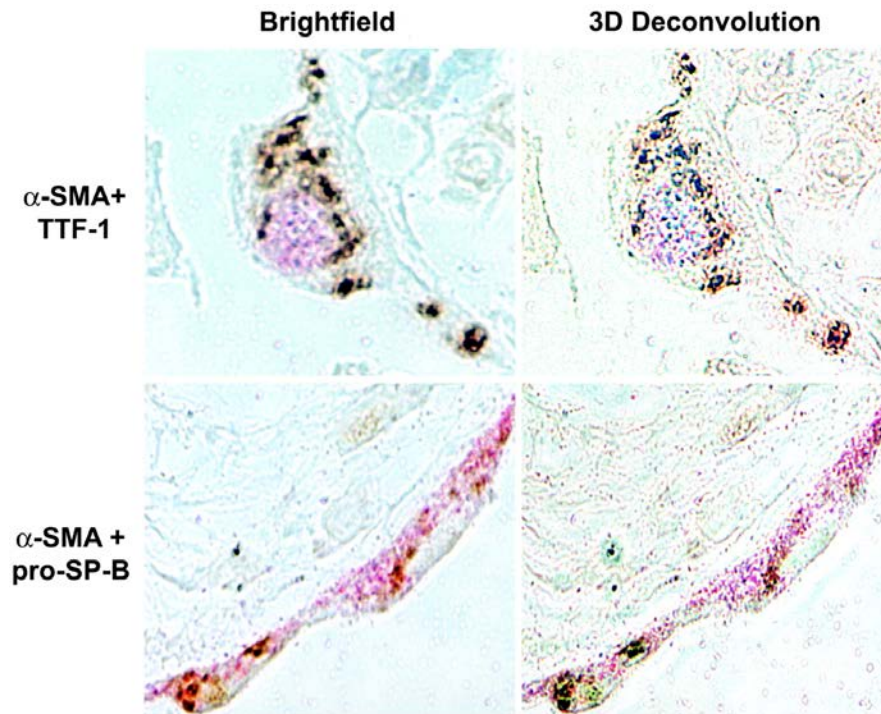 Brightfield
3D Deconvolution
α-SMA+
TTF-1
α-SMA +
pro-SP-B